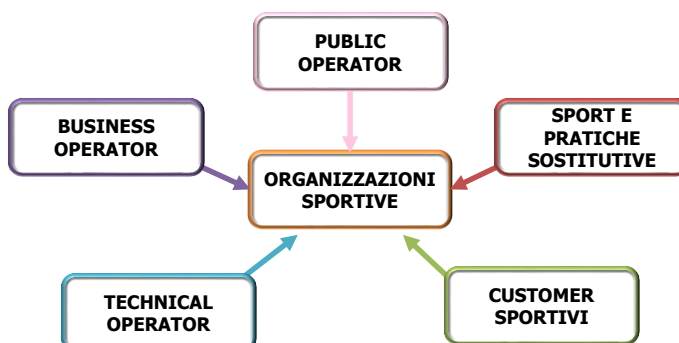 PUBLIC
OPERATOR
BUSINESS
OPERATOR
SPORT E
PRATICHE
SOSTITUTIVE
ORGANIZZAZIONI
SPORTIVE
TECHNICAL
OPERATOR
CUSTOMER
SPORTIVI